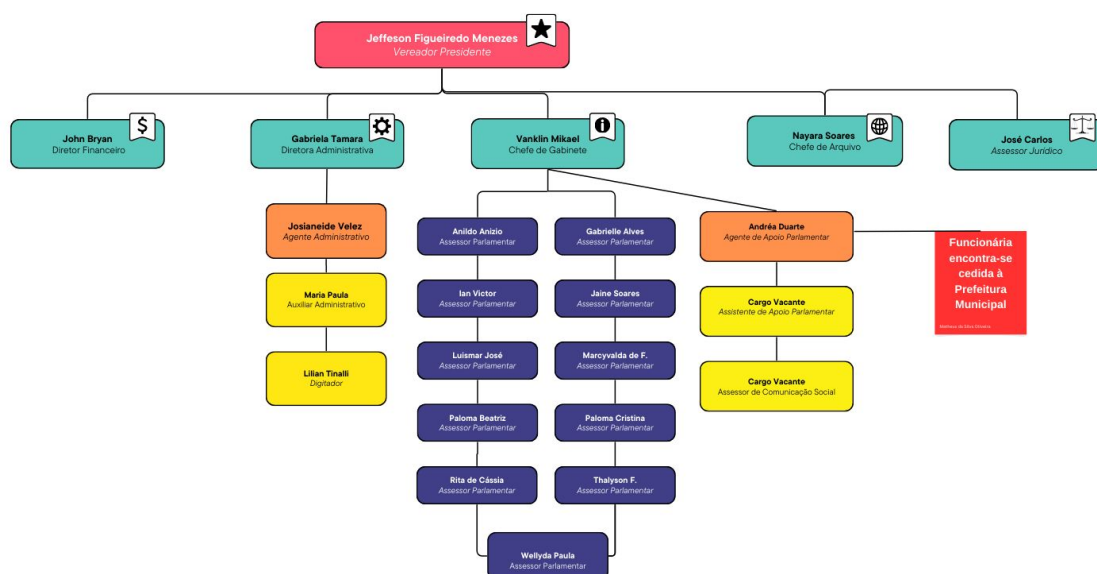 Jeffeson Figueiredo Menezes
Vereador Presidente
$
John Bryan
Diretor Financeiro
Gabriela Tamara
Diretora Administrativa
Vanklin Mikael
Chefe de Gabinete
Nayara Soares
Chefe de Arquivo
José Carlos
Assessor Jurídico
Josianeide Velez
Agente Administrativo
Maria Paula
Auxiliar Administrativo
Lilian Tinalli
Digitador
Anildo Anizio
Assessor Parlamentar
Ian Victor
Assessor Parlamentar
Luismar José
Assessor Parlamentar
Paloma Beatriz
Assessor Parlamentar
Rita de Cássia
Assessor Parlamentar
Gabrielle Alves
Assessor Parlamentar
Jaine Soares
Assessor Parlamentar
Marcyvalda de F.
Assessor Parlamentar
Paloma Cristina
Assessor Parlamentar
Thalyson F.
Assessor Parlamentar
Wellyda Paula
Assessor Parlamentar
Andréa Duarte
Agente de Apoio Parlamentar
Cargo Vacante
Assistente de Apoio Parlamentar
Cargo Vacante
Assessor de Comunicação Social
Funcionária
encontra-se
cedida à
Prefeitura
Municipal
da Silva Oliveira